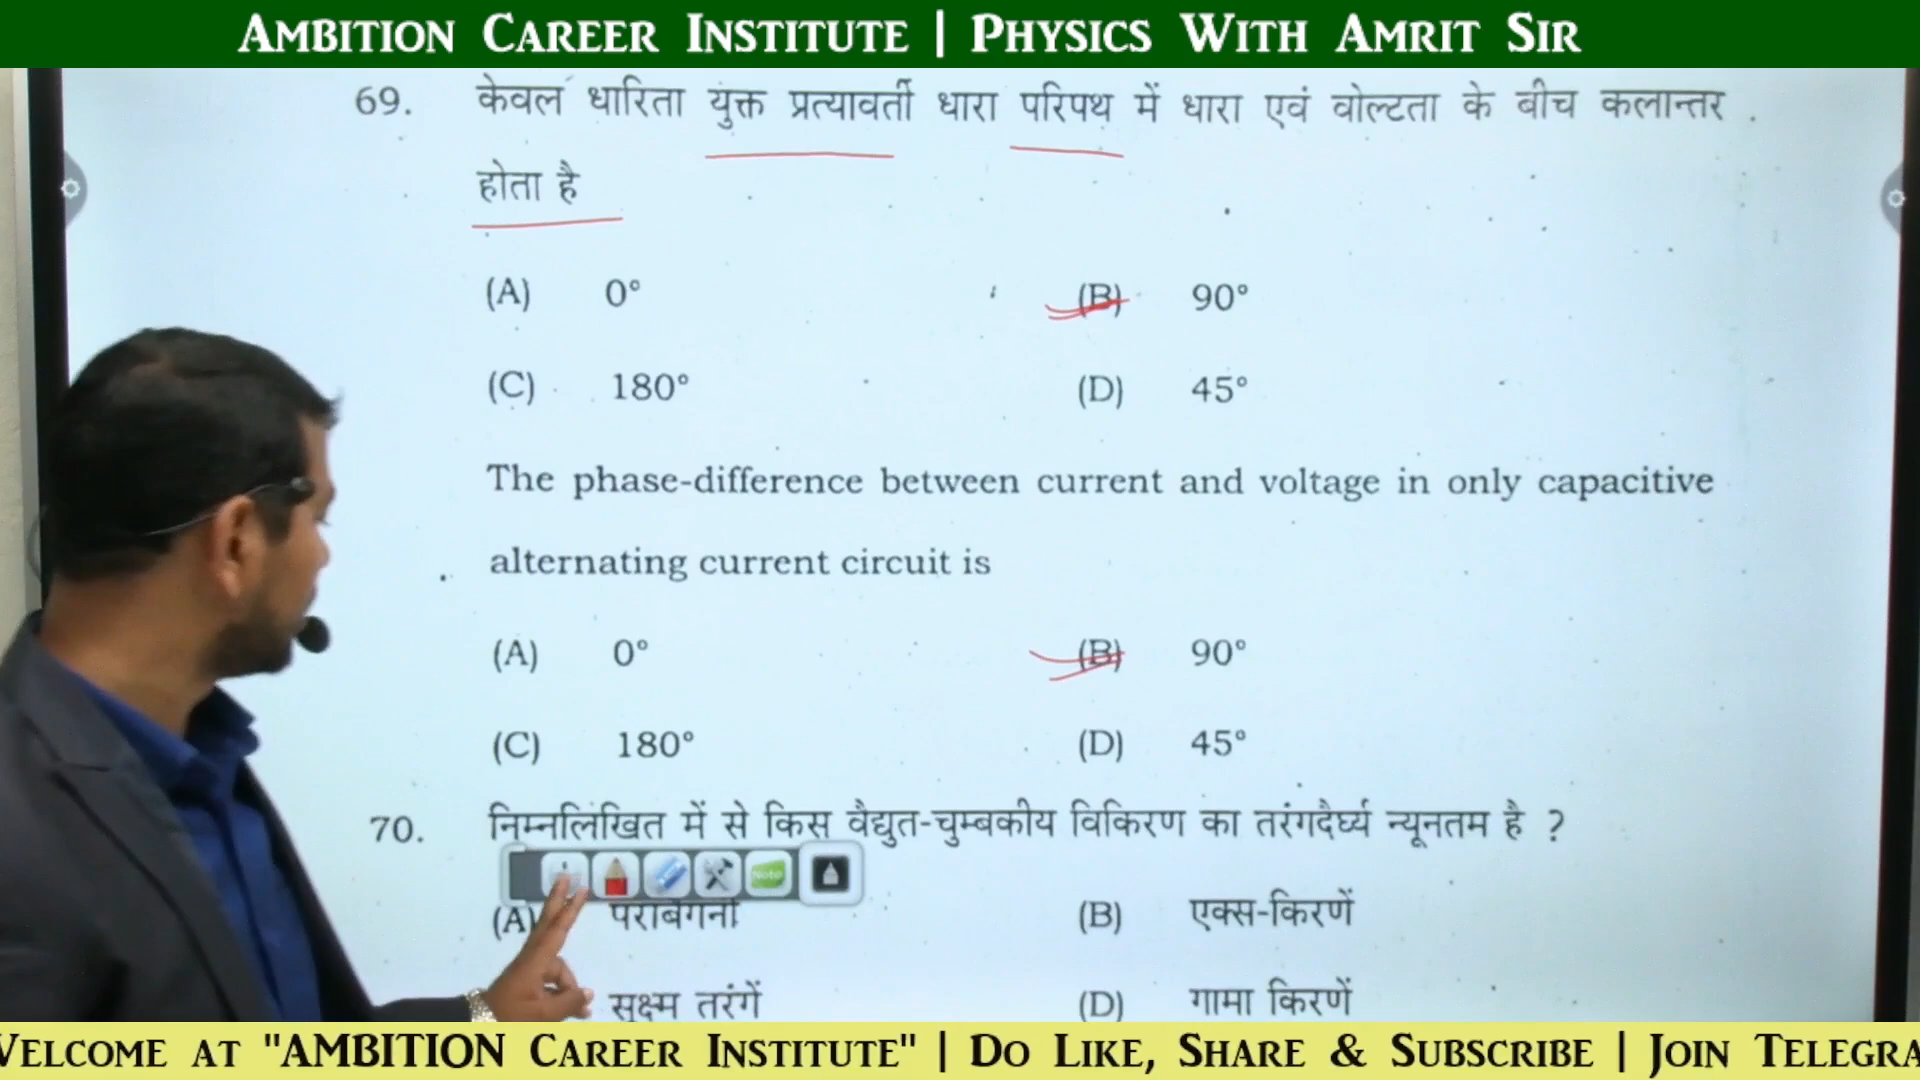 AMBITION CAREER INSTITUTE | PHYSICS WITH AMRIT SIR
69. केवल धारिता युक्त प्रत्यावर्ती धारा परिपथ में धारा एवं वोल्टता के बीच कलान्तर
होता है
(A) 0° (B) 90°
(C) 180° (D) 45°
The phase-difference between current and voltage in only capacitive
alternating current circuit is
(A) 0° (B) 90°
(C) 180° (D) 45°
70. निम्नलिखित में से किस वैद्युत-चुम्बकीय विकिरण का तरंगदैर्घ्य न्यूनतम है ?
Note
(A) पराबैंगनी (B) एक्स-किरणें
सूक्ष्म तरंगें (D) गामा किरणें
WELCOME AT "AMBITION CAREER INSTITUTE" | DO LIKE, SHARE & SUBSCRIBE | JOIN TELEGRA